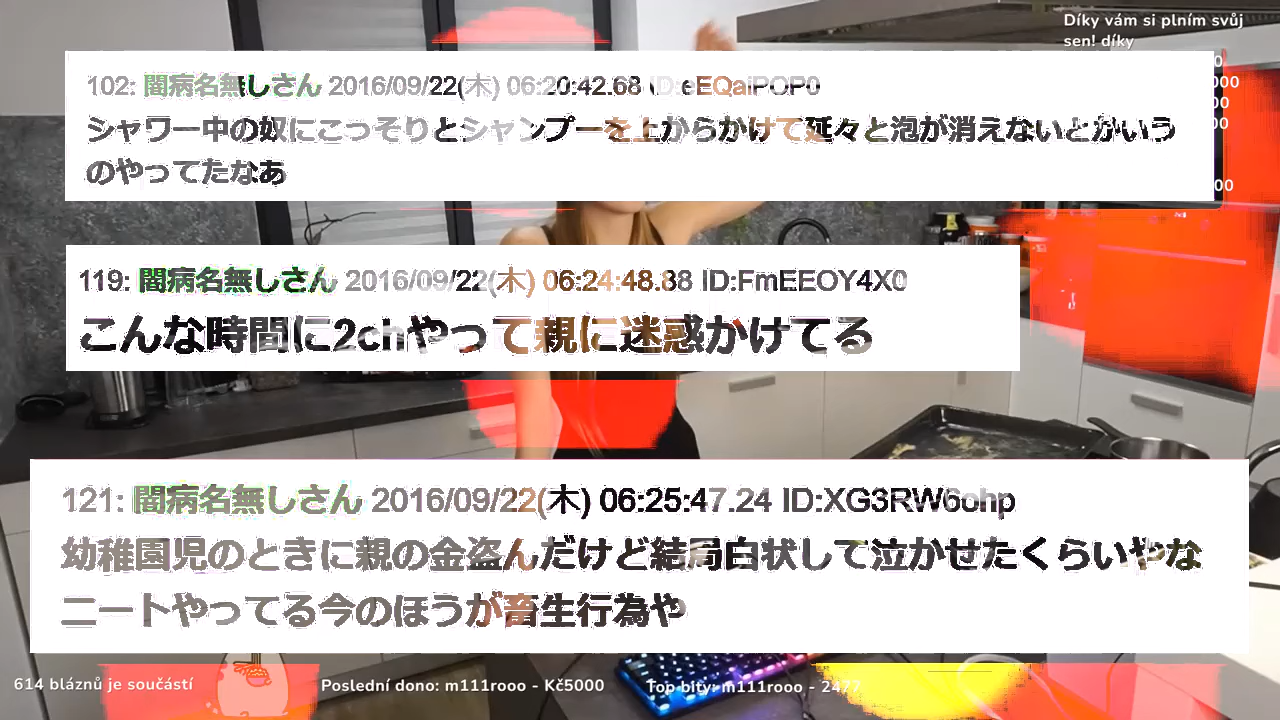 Díky vám si plním svůj
sen! díky
102: 闇病名無しさん 2016/09/22(木) 06:20:42.68
シャワー中の奴にこっそりとシャンプーを上からかけて延々と泡が消えないとかいう
のやってたなあ
119: 闇病名無しさん 2016/09/22(木) 06:24:48.88 ID:FmEEOY4X0
こんな時間に2chやって親に迷惑かけてる
121: 闇病名無しさん 2016/09/22(木) 06:25:47.24 ID:XG3RW6ohp
幼稚園児のときに親の金盗んだけど結局白状して泣かせたくらいやな
ニートやってる今のほうが畜生行為や
614 bláznů je součástí
Poslední dono: m111rooo - Kč5000
Top bity: m111rooo - 2477